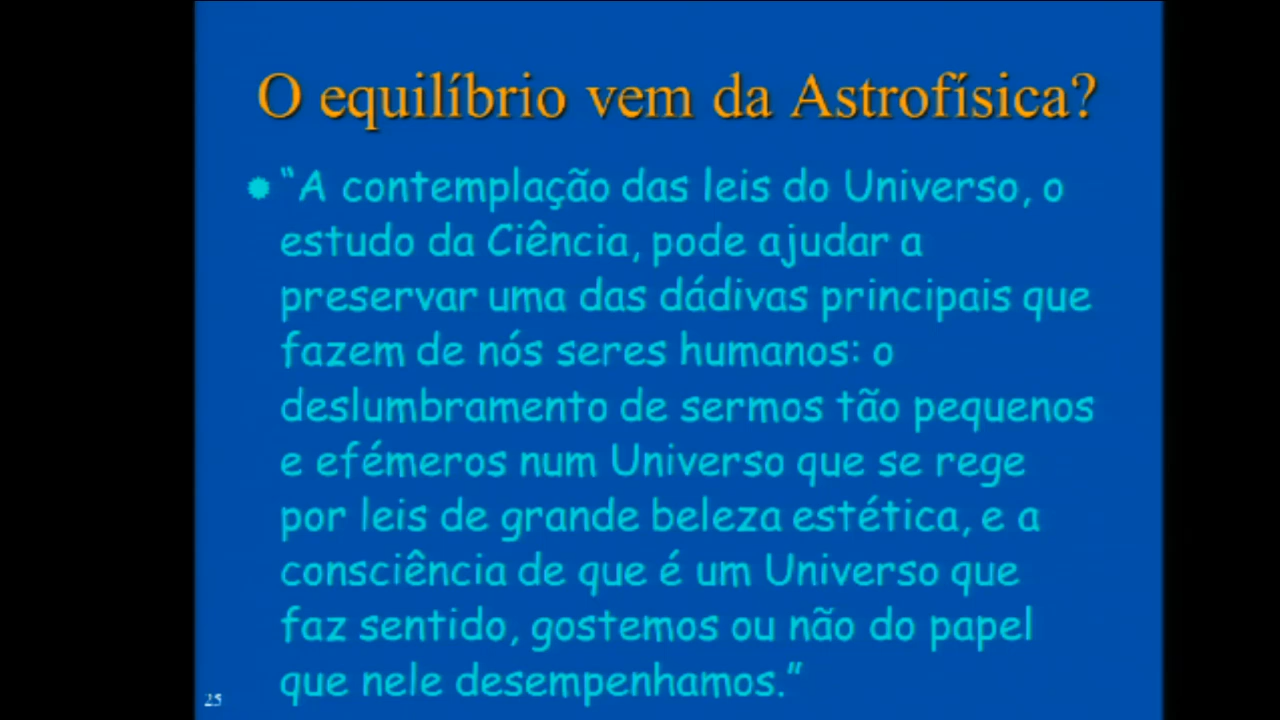 O equilíbrio vem da Astrofísica?
“A contemplação das leis do Universo, o
estudo da Ciência, pode ajudar a
preservar uma das dádivas principais que
fazem de nós seres humanos: o
deslumbramento de sermos tão pequenos
e efémeros num Universo que se rege
por leis de grande beleza estética, e a
consciência de que é um Universo que
faz sentido, gostemos ou não do papel
que nele desempenhamos.”
25